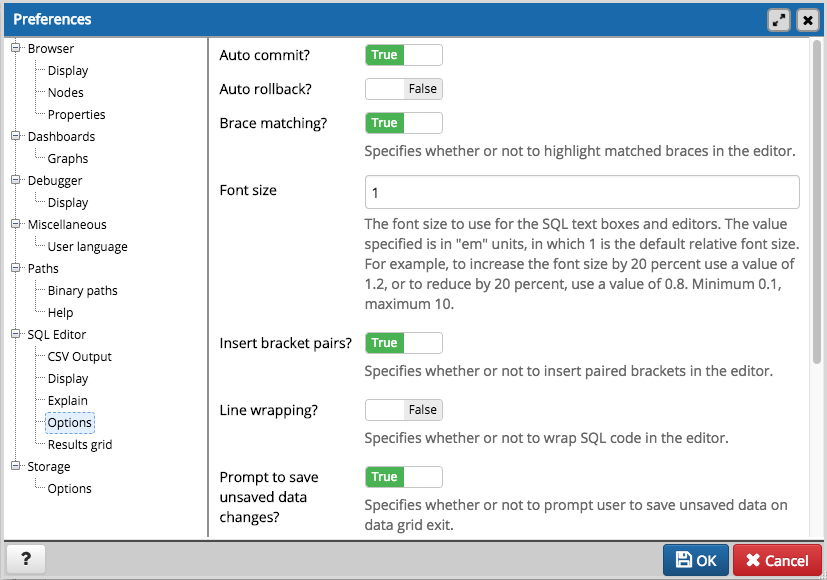 Preferences
Browser
Display
Nodes
Properties
Dashboards
Graphs
Debugger
Display
Miscellaneous
User language
Paths
Binary paths
Help
SQL Editor
CSV Output
Display
Explain
Options
Results grid
Storage
Options
Auto commit?
True
Auto rollback?
False
Brace matching?
True
Specifies whether or not to highlight matched braces in the editor.
Font size
1
The font size to use for the SQL text boxes and editors. The value
specified is in "em" units, in which 1 is the default relative font size.
For example, to increase the font size by 20 percent use a value of
1.2, or to reduce by 20 percent, use a value of 0.8. Minimum 0.1,
maximum 10.
Insert bracket pairs?
True
Specifies whether or not to insert paired brackets in the editor.
Line wrapping?
False
Specifies whether or not to wrap SQL code in the editor.
Prompt to save
unsaved data
changes?
True
Specifies whether or not to prompt user to save unsaved data on
data grid exit.
?
OK
Cancel